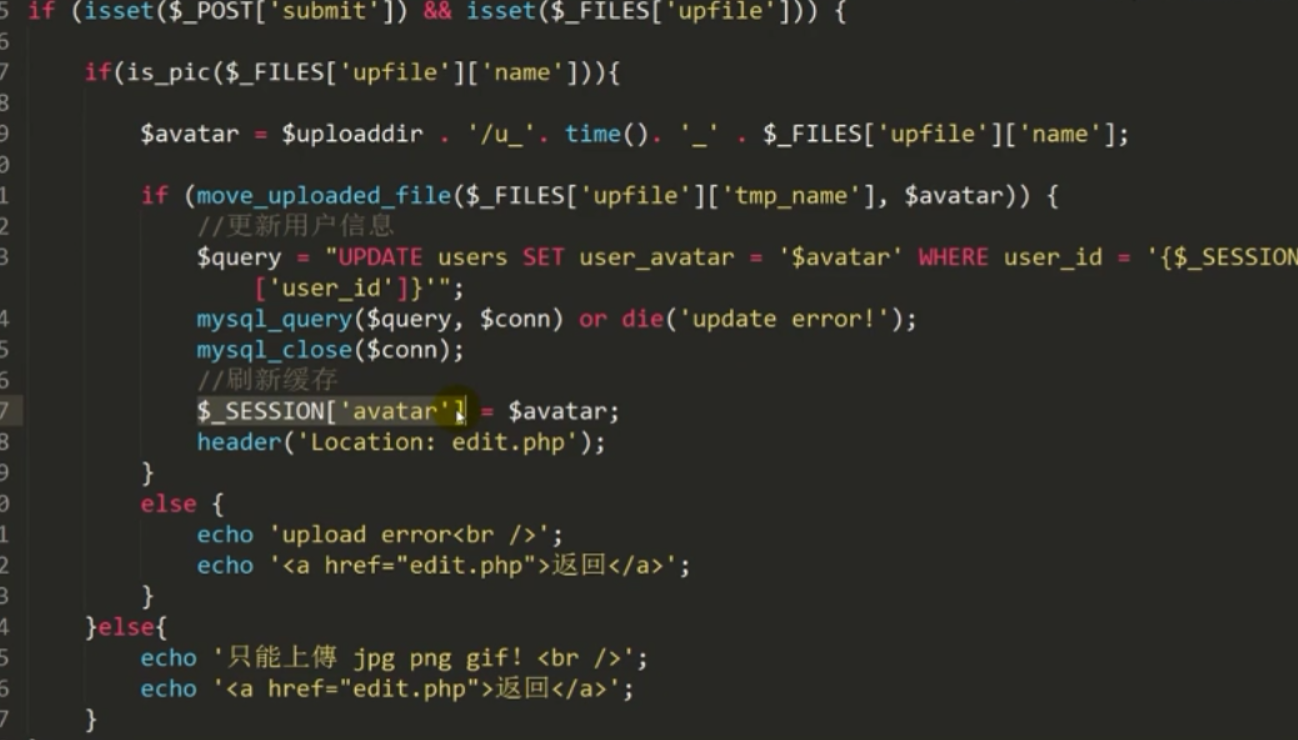 5 if (isset($_POST['submit']) && isset($_FILES['upfile'])) {
6
7 if(is_pic($_FILES['upfile']['name'])){
8
9 $avatar = $uploaddir . '/u_'. time(). '_' . $_FILES['upfile']['name'];
0
1 if (move_uploaded_file($_FILES['upfile']['tmp_name'], $avatar)) {
2 //更新用户信息
3 $query = "UPDATE users SET user_avatar = '$avatar' WHERE user_id = '{$_SESSION
['user_id']}'";
4 mysql_query($query, $conn) or die('update error!');
5 mysql_close($conn);
6 //刷新缓存
7 $_SESSION['avatar'] = $avatar;
8 header('Location: edit.php');
9 }
0 else {
1 echo 'upload error<br />';
2 echo '<a href="edit.php">返回</a>';
3 }
4 }else{
5 echo '只能上傳 jpg png gif! <br />';
6 echo '<a href="edit.php">返回</a>';
7 }